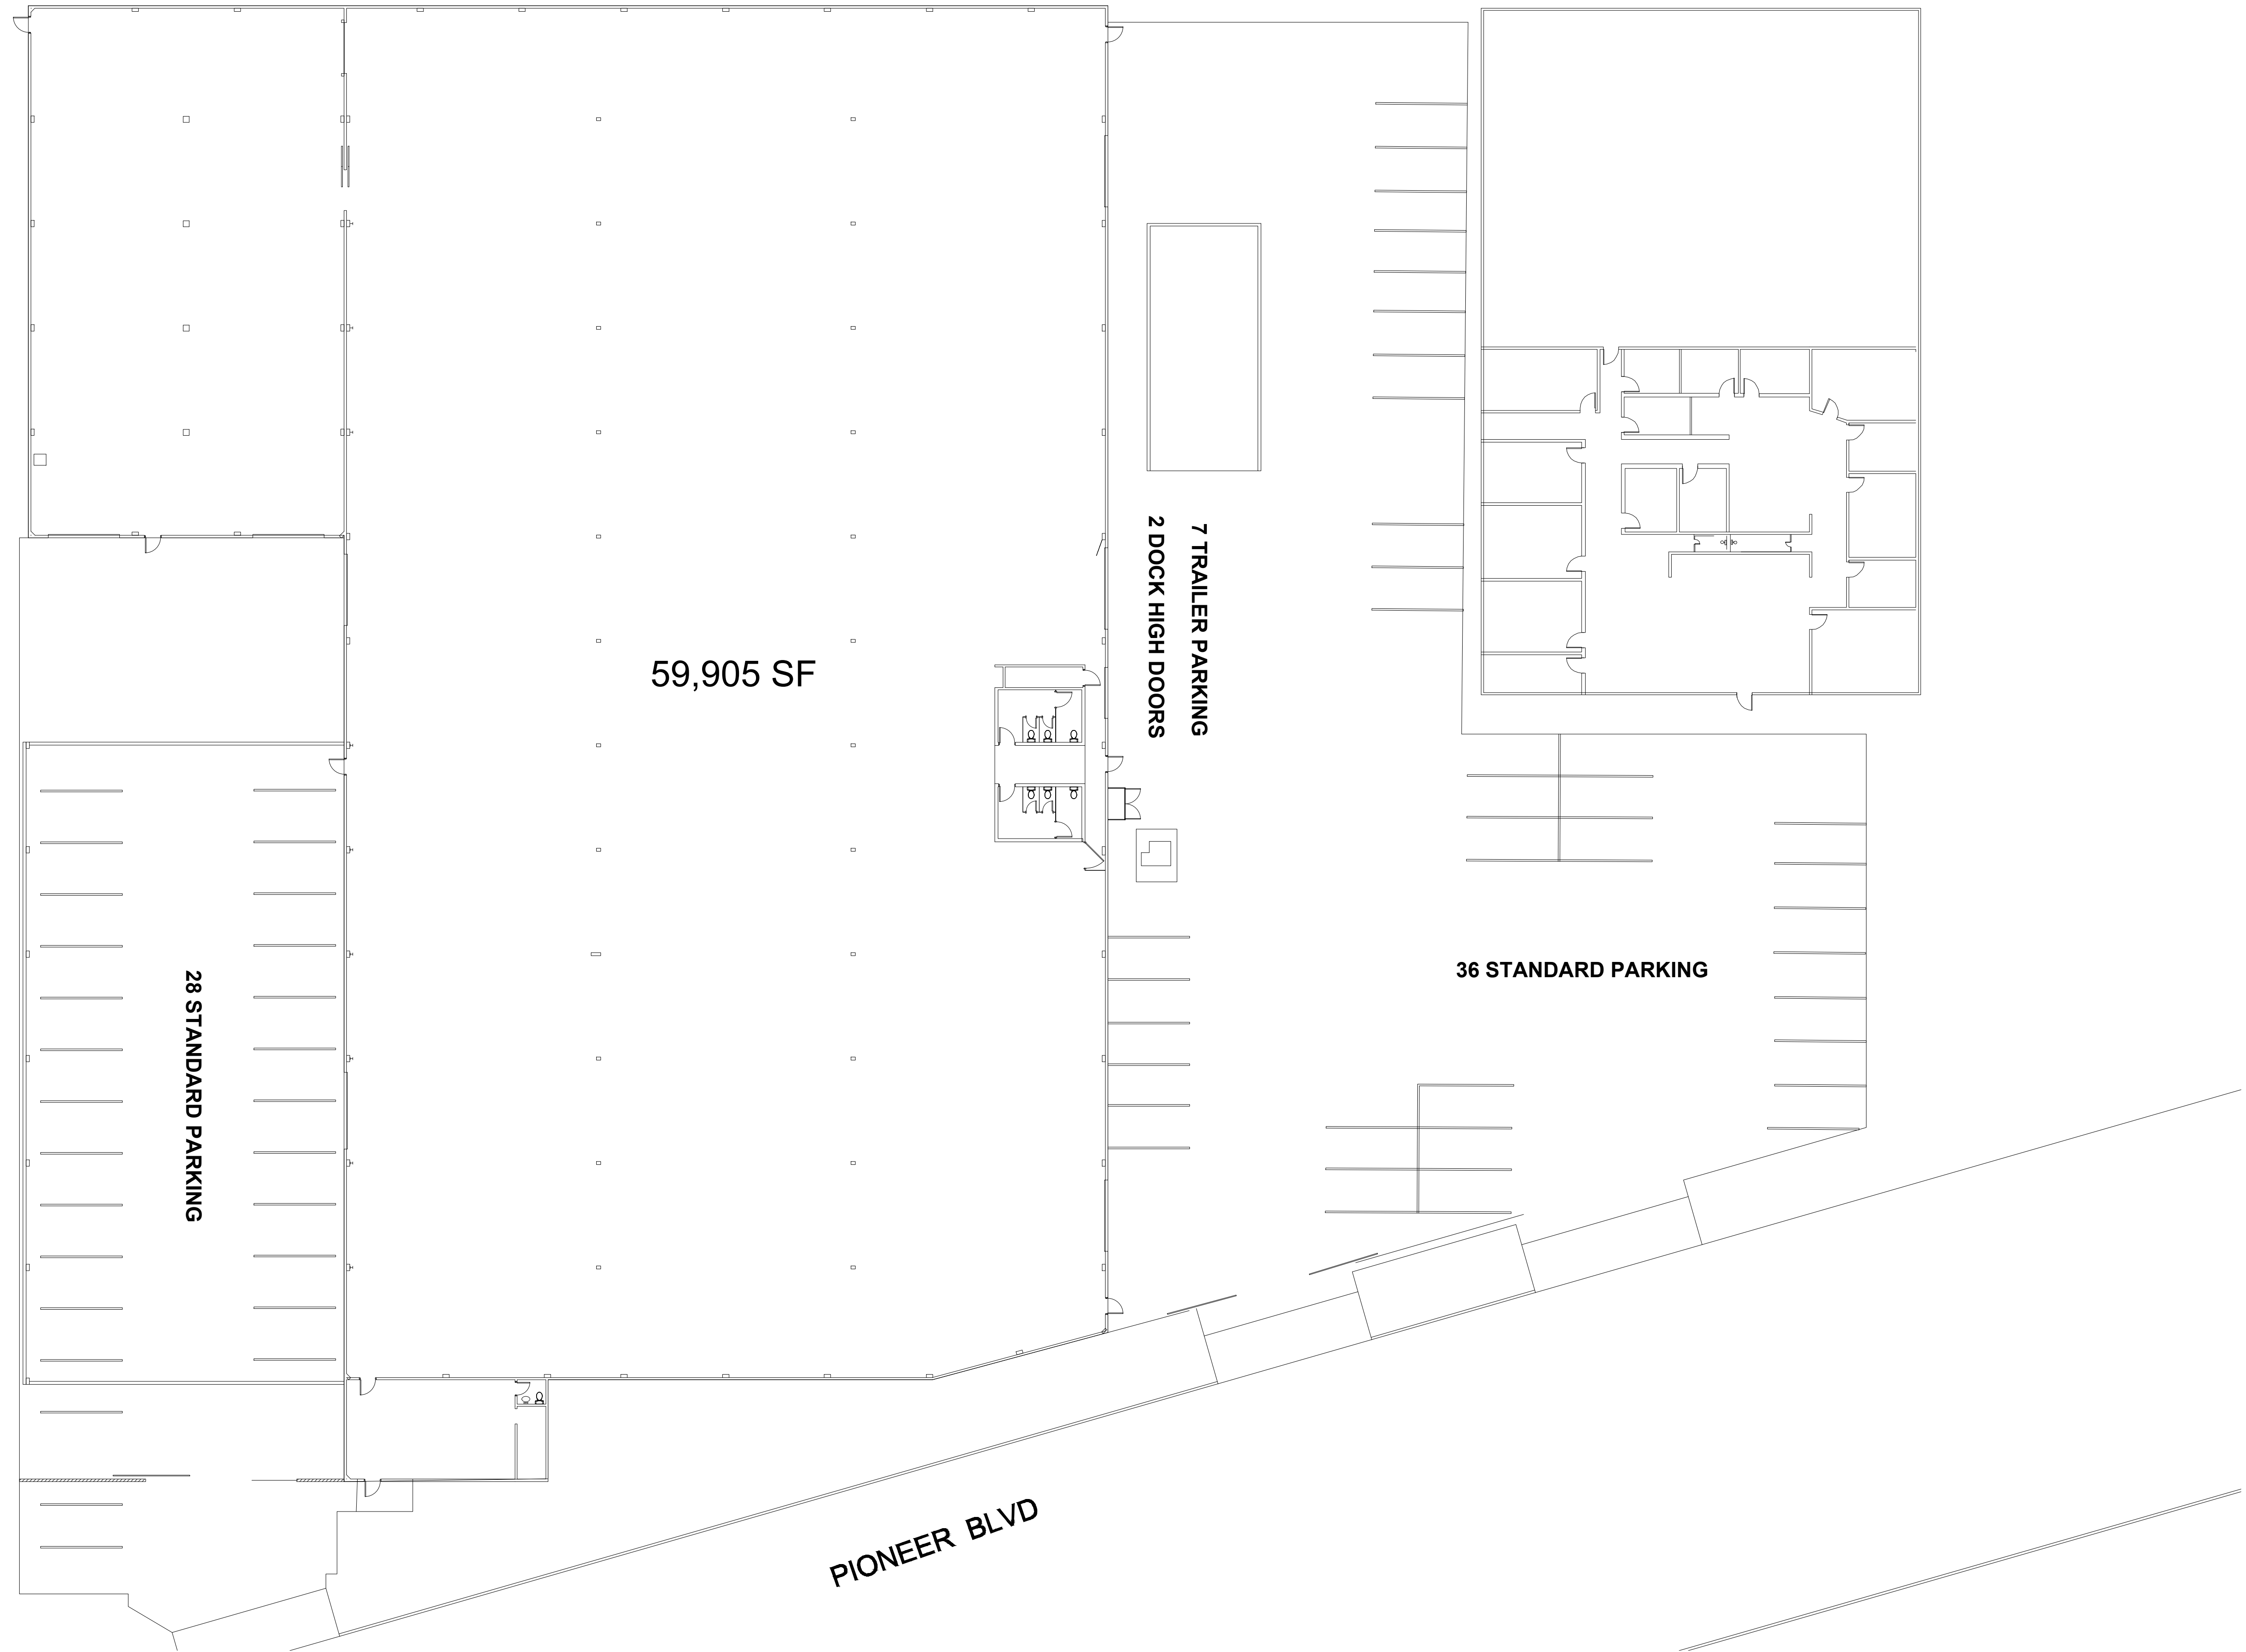 59,905 SF
7 TRAILER PARKING
2 DOCK HIGH DOORS
36 STANDARD PARKING
28 STANDARD PARKING
PIONEER BLVD